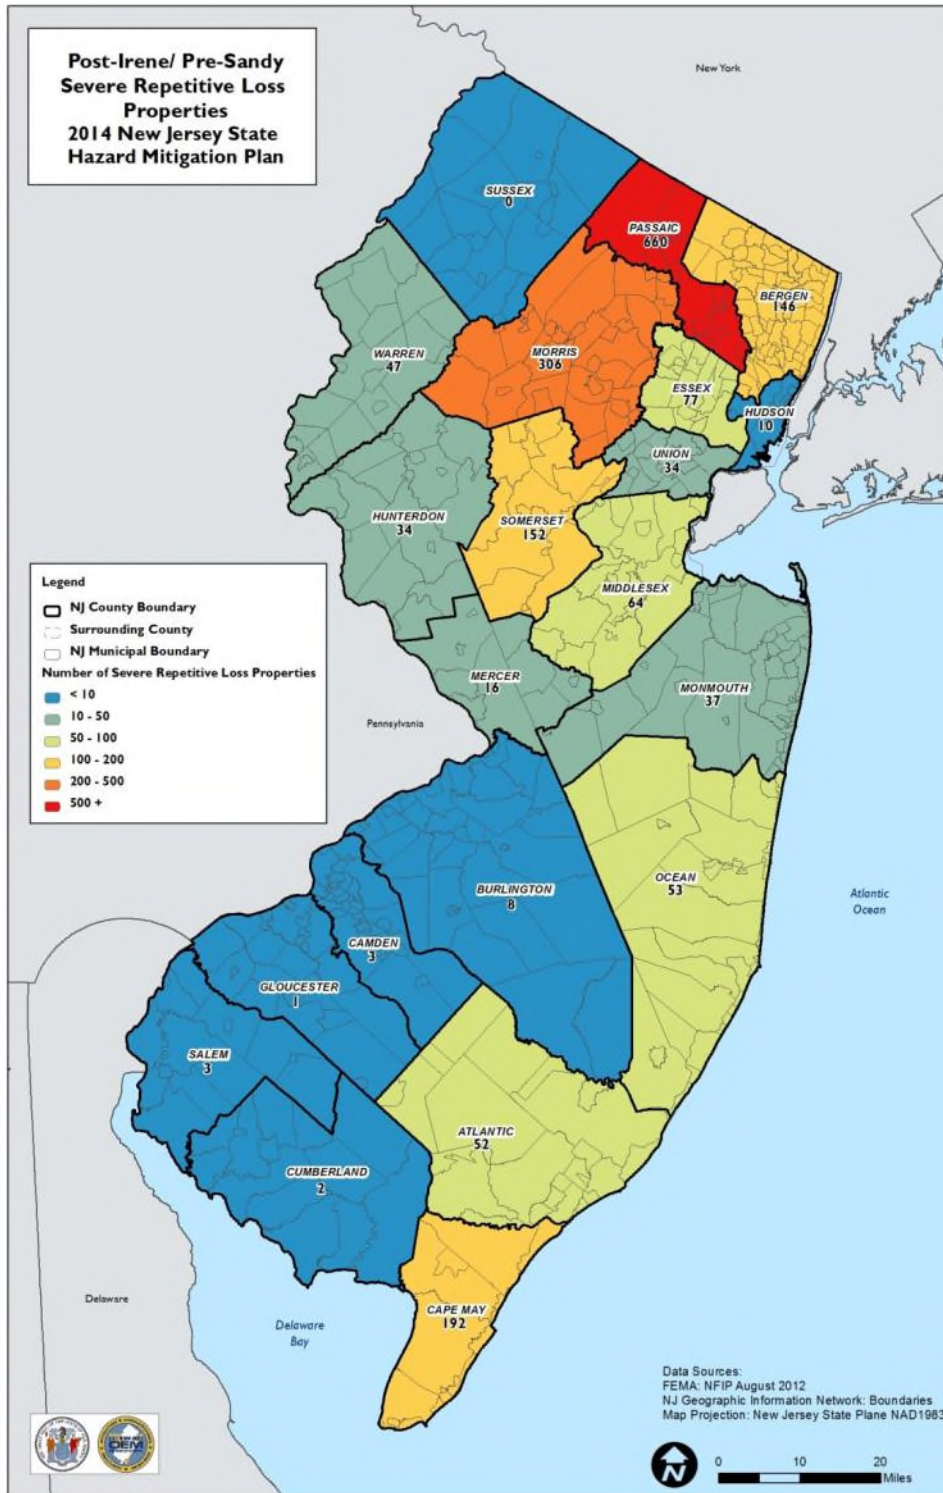 Post-Irene/ Pre-Sandy
Severe Repetitive Loss
Properties
2014 New Jersey State
Hazard Mitigation Plan
New York
SUSSEX
0
PASSAIC
660
BERGEN
146
WARREN
47
MORRIS
306
ESSEX
77
HUDSON
10
UNION
34
HUNTERDON
34
SOMERSET
152
MIDDLESEX
64
MERCER
16
MONMOUTH
37
Pennsylvania
Legend
NJ County Boundary
Surrounding County
NJ Municipal Boundary
Number of Severe Repetitive Loss Properties
< 10
10 - 50
50 - 100
100 - 200
200 - 500
500 +
OCEAN
53
BURLINGTON
8
Atlantic
Ocean
CAMDEN
3
GLOUCESTER
1
SALEM
3
ATLANTIC
52
CUMBERLAND
2
CAPE MAY
192
Delaware
Delaware
Bay
Data Sources:
FEMA: NFIP August 2012
NJ Geographic Information Network: Boundaries
Map Projection: New Jersey State Plane NAD1983
OEM
N
0 10 20
Miles